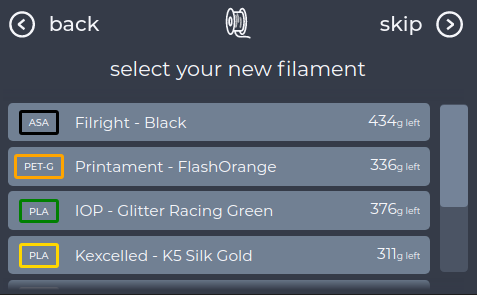 back
skip
select your new filament
ASA Filright - Black 434g left
PET-G Printament - FlashOrange 336g left
PLA IOP - Glitter Racing Green 376g left
PLA Kexcelled - K5 Silk Gold 311g left